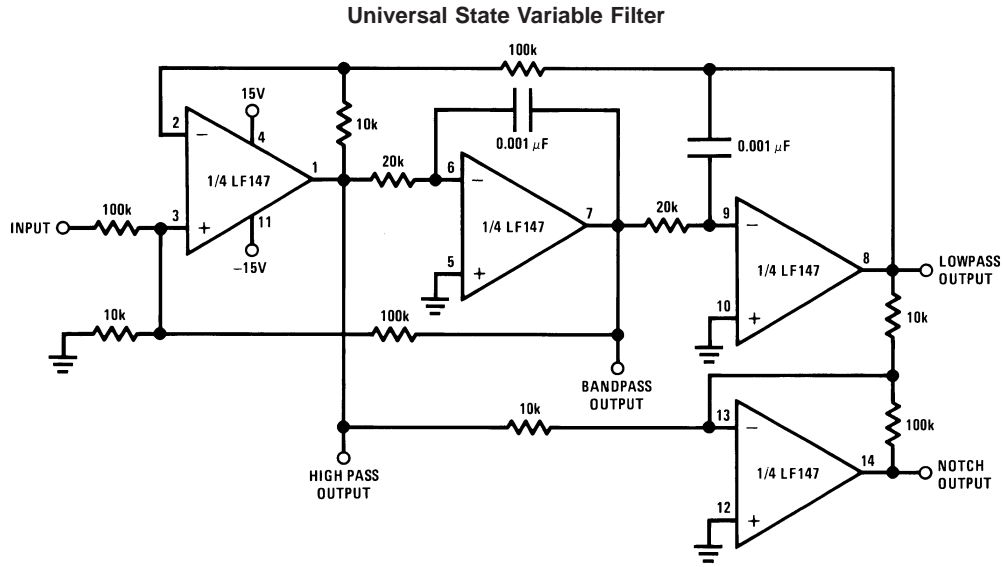 Universal State Variable Filter
100k
15V
10k
0.001 μF
0.001 μF
2
−
4
1
20k
6
−
1/4 LF147
7
20k
9
−
INPUT
100k
3
+
11
−15V
1/4 LF147
5
+
1/4 LF147
8
LOWPASS
OUTPUT
10k
100k
10
+
10k
BANDPASS
OUTPUT
10k
13
−
100k
1/4 LF147
14
NOTCH
OUTPUT
HIGH PASS
OUTPUT
12
+